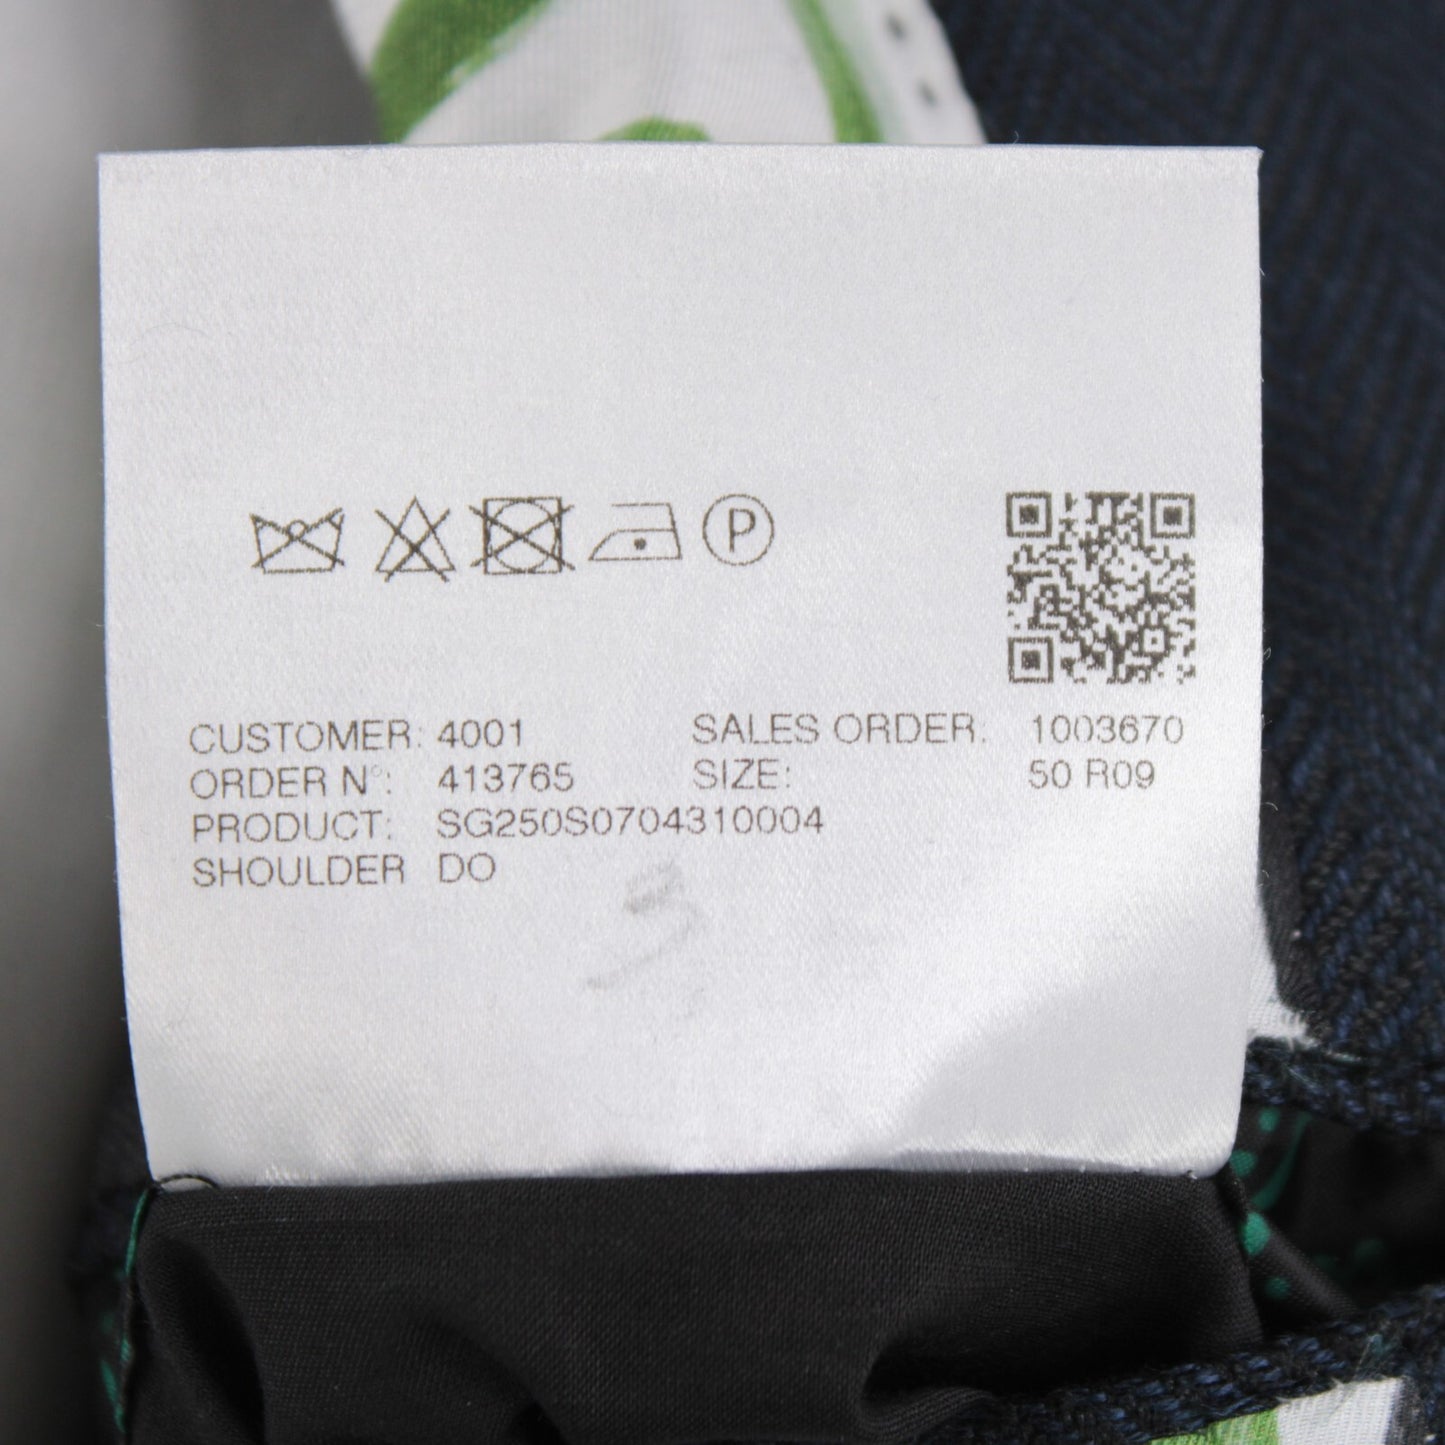 P
CUSTOMER: 4001 SALES ORDER: 1003670
ORDER N°: 413765 SIZE: 50 R09
PRODUCT: SG250S0704310004
SHOULDER DO